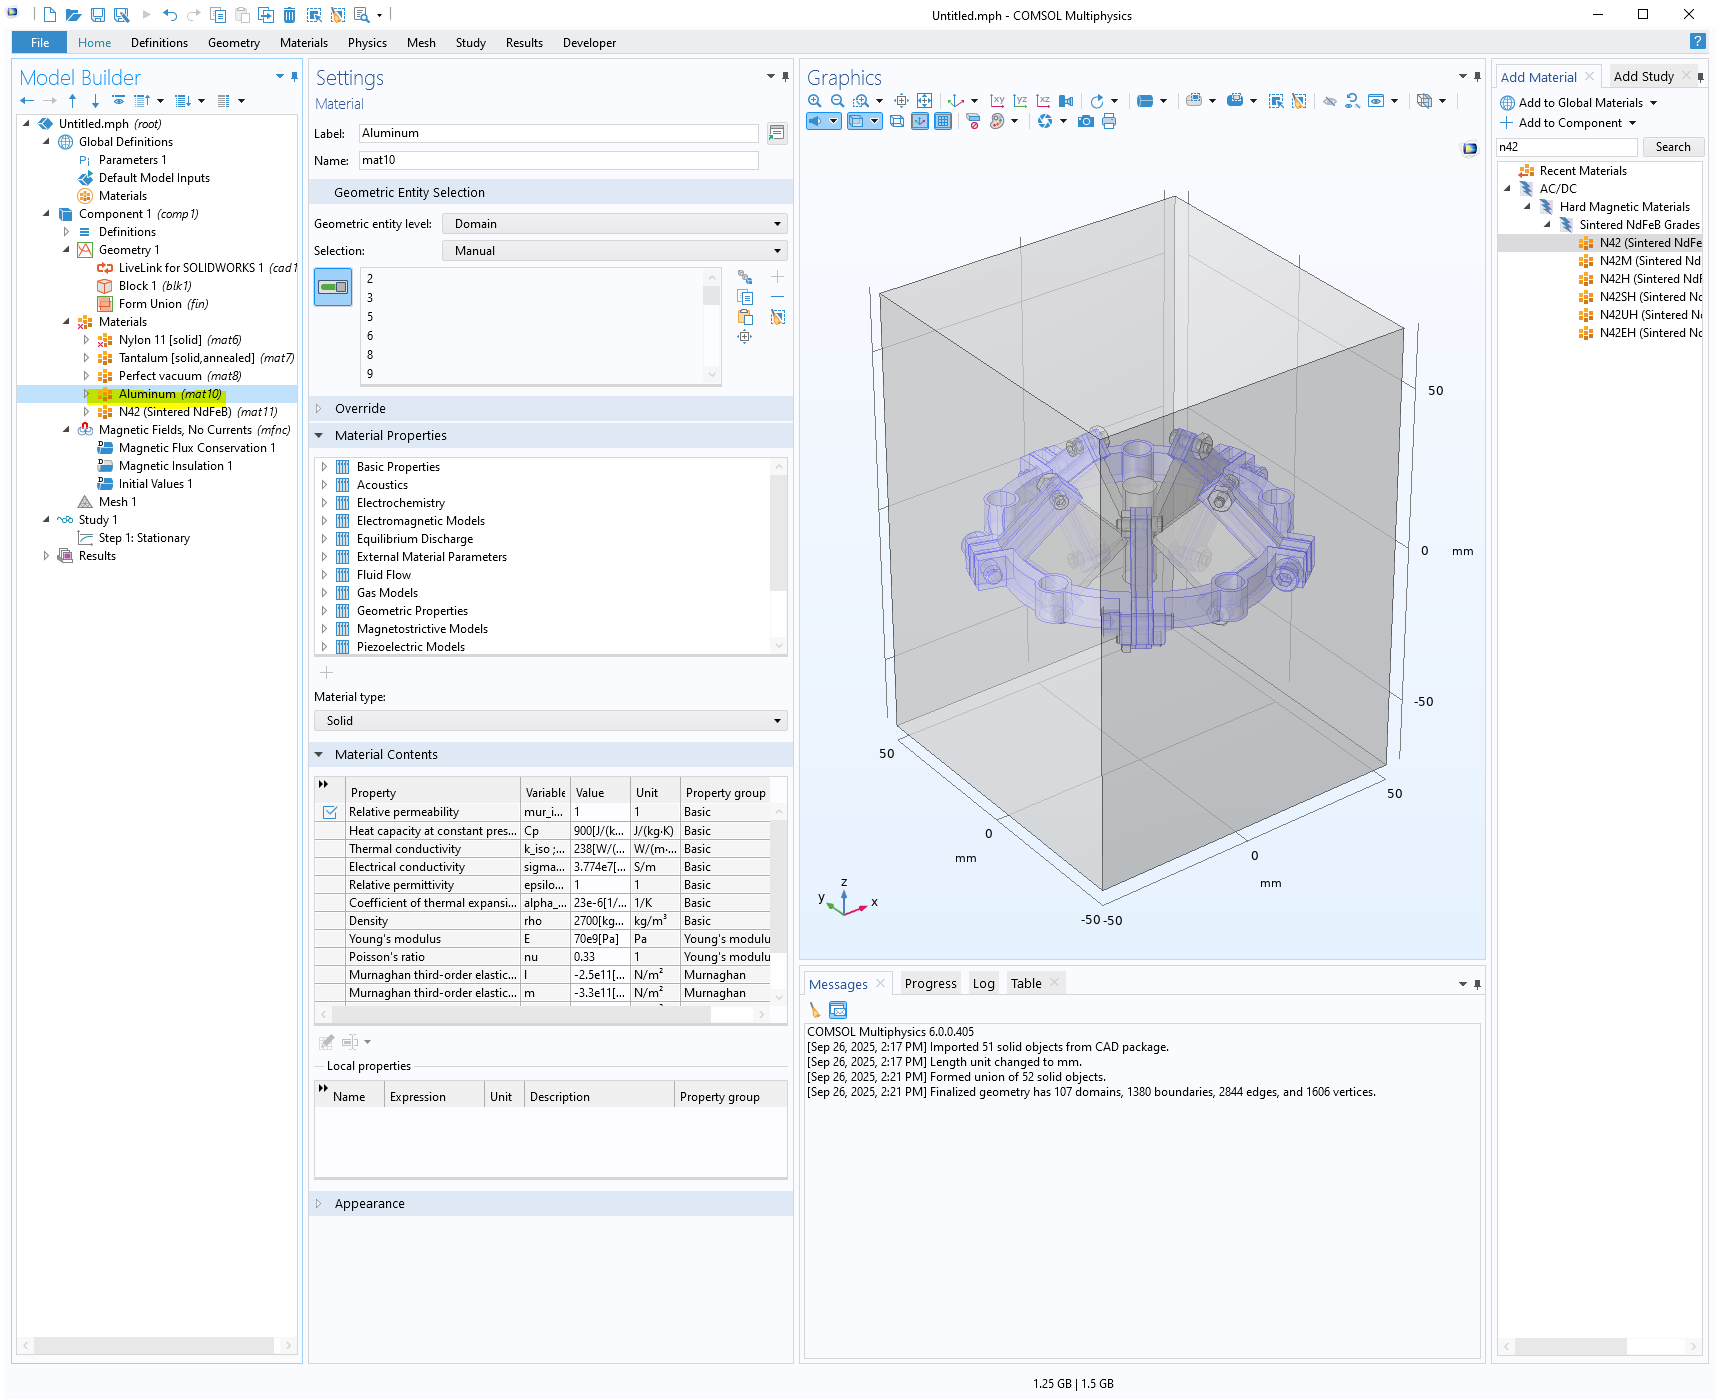 Untitled.mph - COMSOL Multiphysics
File Home Definitions Geometry Materials Physics Mesh Study Results Developer
Model Builder
Untitled.mph (root)
Global Definitions
Pi Parameters 1
Default Model Inputs
Materials
Component 1 (comp1)
Definitions
Geometry 1
LiveLink for SOLIDWORKS 1 (cad1
Block 1 (blk1)
Form Union (fin)
Materials
Nylon 11 [solid] (mat6)
Tantalum [solid,annealed] (mat7)
Perfect vacuum (mat8)
Aluminum (mat10)
N42 (Sintered NdFeB) (mat11)
Magnetic Fields, No Currents (mfnc)
Magnetic Flux Conservation 1
Magnetic Insulation 1
Initial Values 1
Mesh 1
Study 1
Step 1: Stationary
Results
Settings
Material
Label: Aluminum
Name: mat10
Geometric Entity Selection
Geometric entity level: Domain
Selection: Manual
2
3
5
6
8
9
Override
Material Properties
Basic Properties
Acoustics
Electrochemistry
Electromagnetic Models
Equilibrium Discharge
External Material Parameters
Fluid Flow
Gas Models
Geometric Properties
Magnetostrictive Models
Piezoelectric Models
Material type:
Solid
Material Contents
Property Variable Value Unit Property group
Relative permeability mur_i... 1 1 Basic
Heat capacity at constant pres... Cp 900[J/(k... J/(kg·K) Basic
Thermal conductivity k_iso ;... 238[W/(... W/(m·... Basic
Electrical conductivity sigma... 3.774e7[... S/m Basic
Relative permittivity epsilo... 1 1 Basic
Coefficient of thermal expansi... alpha_... 23e-6[1/... 1/K Basic
Density rho 2700[kg... kg/m³ Basic
Young's modulus E 70e9[Pa] Pa Young's modulu
Poisson's ratio nu 0.33 1 Young's modulu
Murnaghan third-order elastic... l -2.5e11[... N/m² Murnaghan
Murnaghan third-order elastic... m -3.3e11[... N/m² Murnaghan
Local properties
Name Expression Unit Description Property group
Appearance
Graphics
xy yz xz
50
0 mm
-50
50
0
mm
-50
50
0
mm
-50
z
y
x
Messages Progress Log Table
COMSOL Multiphysics 6.0.0.405
[Sep 26, 2025, 2:17 PM] Imported 51 solid objects from CAD package.
[Sep 26, 2025, 2:17 PM] Length unit changed to mm.
[Sep 26, 2025, 2:21 PM] Formed union of 52 solid objects.
[Sep 26, 2025, 2:21 PM] Finalized geometry has 107 domains, 1380 boundaries, 2844 edges, and 1606 vertices.
Add Material Add Study
Add to Global Materials
Add to Component
n42 Search
Recent Materials
AC/DC
Hard Magnetic Materials
Sintered NdFeB Grades
N42 (Sintered NdFe
N42M (Sintered Nd
N42H (Sintered NdF
N42SH (Sintered Nd
N42UH (Sintered N
N42EH (Sintered Nd
1.25 GB | 1.5 GB